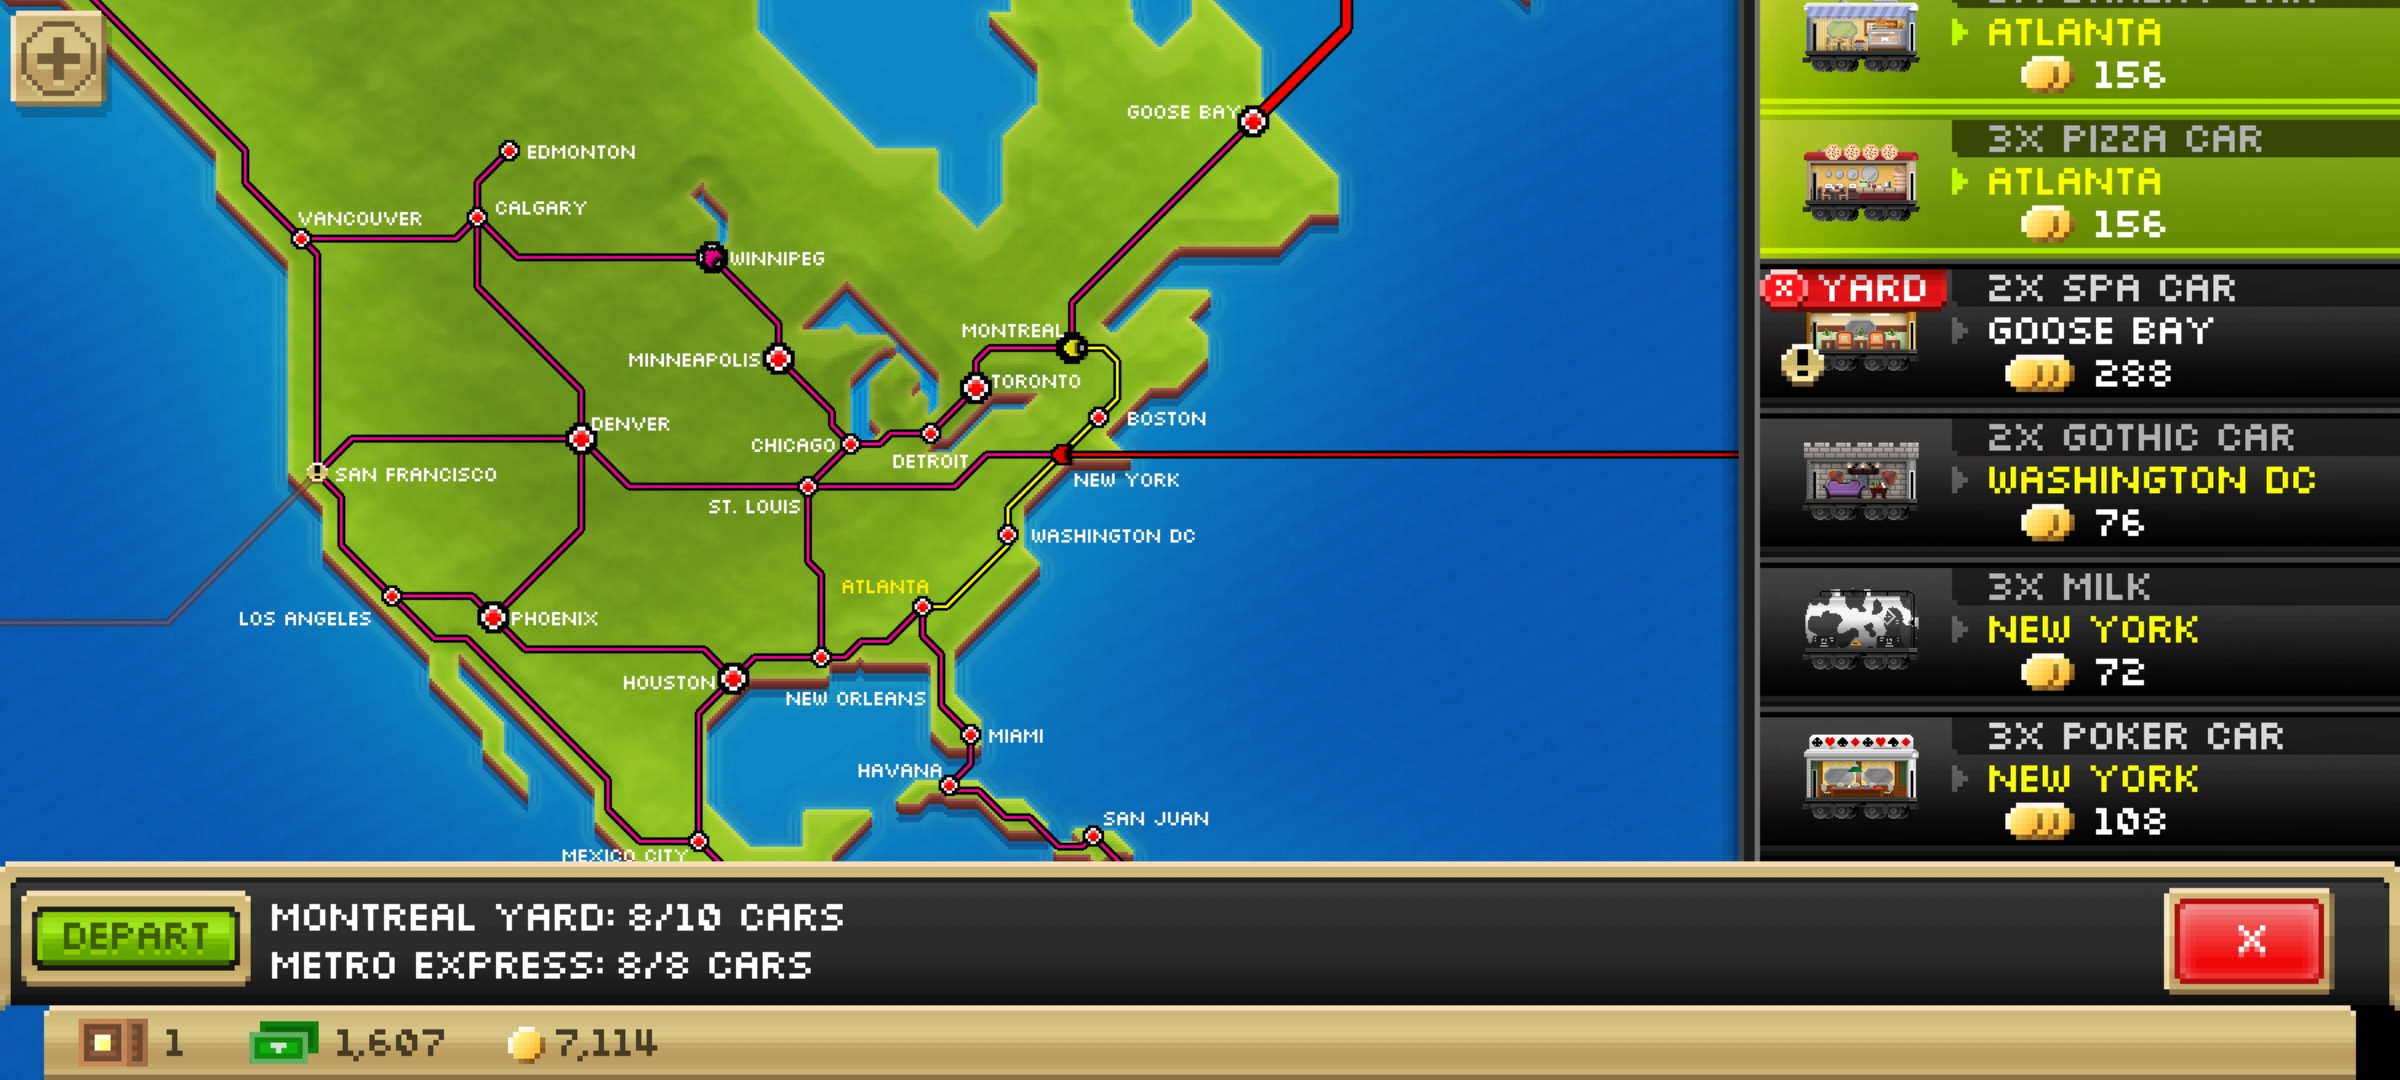 GOOSE BAY
EDMONTON
CALGARY
VANCOUVER
WINNIPEG
MONTREAL
MINNEAPOLIS
TORONTO
BOSTON
DENVER
CHICAGO
DETROIT
SAN FRANCISCO
NEW YORK
ST. LOUIS
WASHINGTON DC
ATLANTA
LOS ANGELES
PHOENIX
HOUSTON
NEW ORLEANS
MIAMI
HAVANA
SAN JUAN
MEXICO CITY
ATLANTA
156
3X PIZZA CAR
ATLANTA
156
X YARD
2X SPA CAR
GOOSE BAY
! 288
2X GOTHIC CAR
WASHINGTON DC
76
3X MILK
NEW YORK
72
3X POKER CAR
NEW YORK
108
DEPART
MONTREAL YARD: 8/10 CARS
METRO EXPRESS: 8/8 CARS
X
1 1,607 7,114